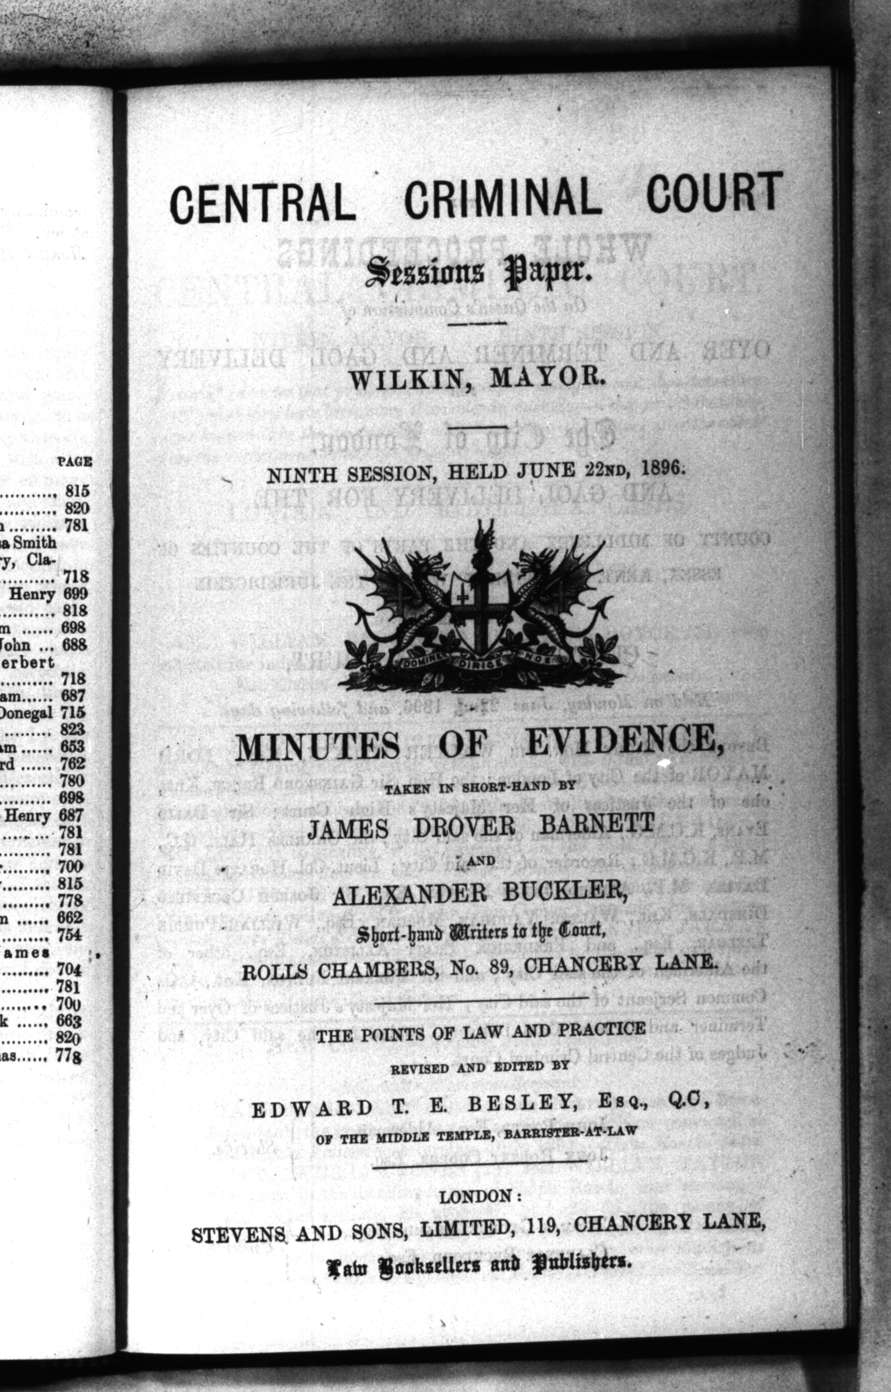 PAGE
815
820
781
Smith
Cla-
718
Henry 699
818
698
John ... 688
erbert
718
687
Donegal 715
823
653
762
780
698
Henry 687
781
781
700
815
778
662
754
ames
704
781
700
663
820
778
CENTRAL CRIMINAL COURT
Sessions Paper.
WILKIN, MAYOR.
NINTH SESSION, HELD JUNE 22ND, 1896.
DOMINE DIRIGE NOS
MINUTES OF EVIDENCE,
TAKEN IN SHORT-HAND BY
JAMES DROVER BARNETT
AND
ALEXANDER BUCKLER,
Short-hand Writers to the Court,
ROLLS CHAMBERS, No. 89, CHANCERY LANE.
THE POINTS OF LAW AND PRACTICE
REVISED AND EDITED BY
EDWARD T. E. BESLEY, ESQ., Q.C,
OF THE MIDDLE TEMPLE, BARRISTER-AT-LAW
LONDON:
STEVENS AND SONS, LIMITED, 119, CHANCERY LANE,
Law Booksellers and Publishers.